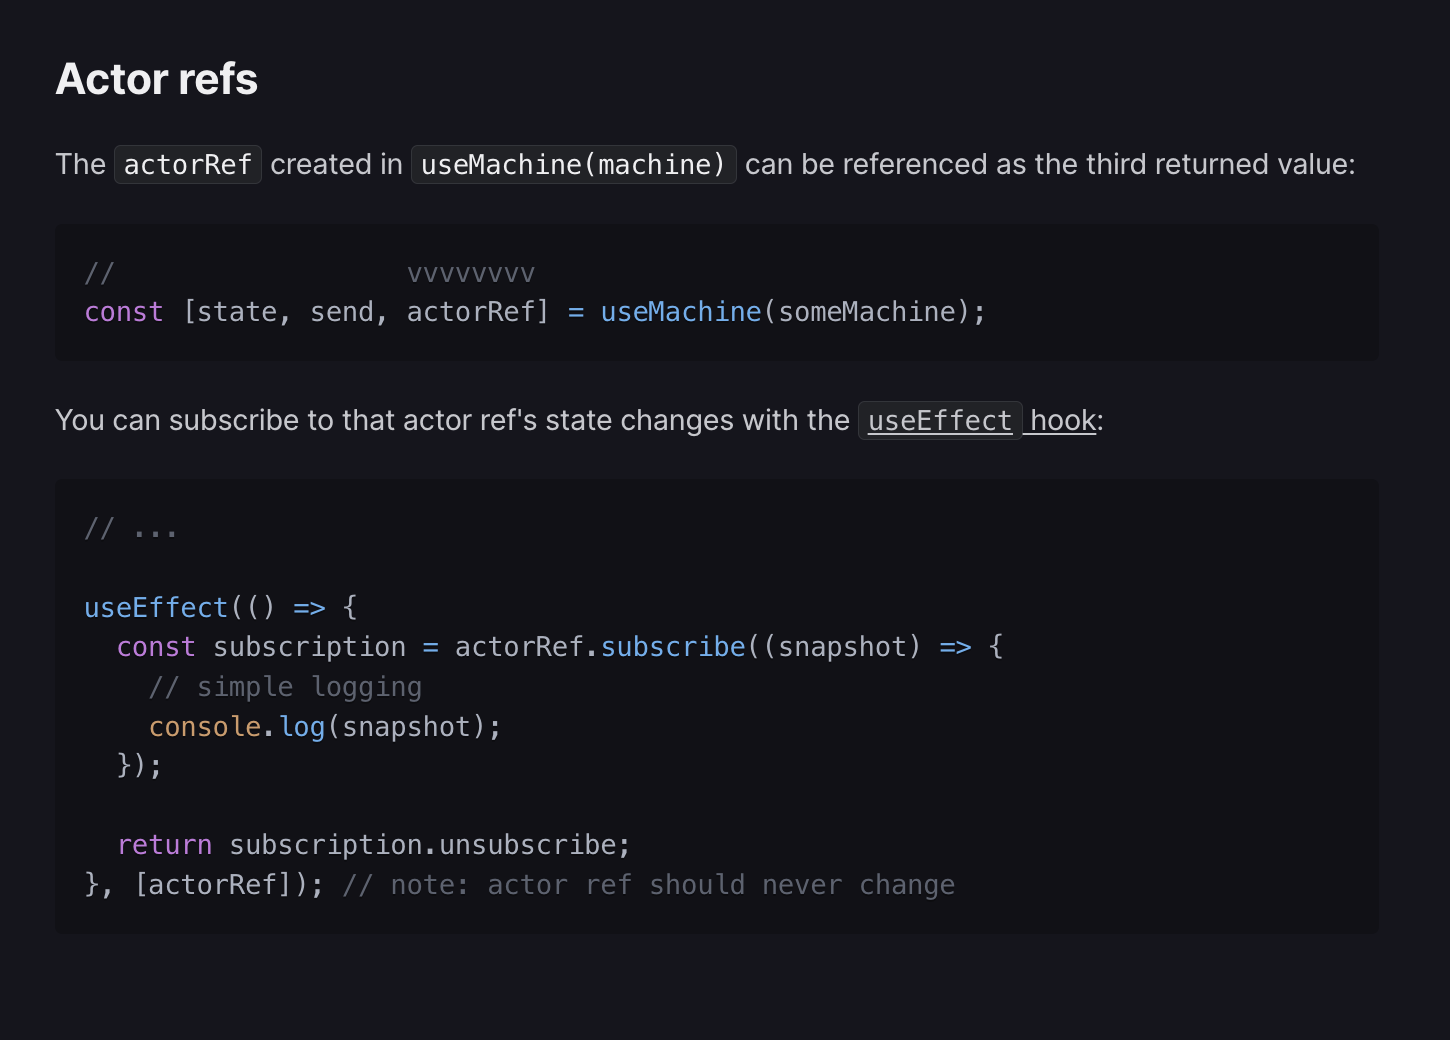 Actor refs
The actorRef created in useMachine(machine) can be referenced as the third returned value:
//                  vvvvvvvv
const [state, send, actorRef] = useMachine(someMachine);
You can subscribe to that actor ref's state changes with the useEffect hook:
// ...
useEffect(() => {
  const subscription = actorRef.subscribe((snapshot) => {
    // simple logging
    console.log(snapshot);
  });
  return subscription.unsubscribe;
}, [actorRef]); // note: actor ref should never change